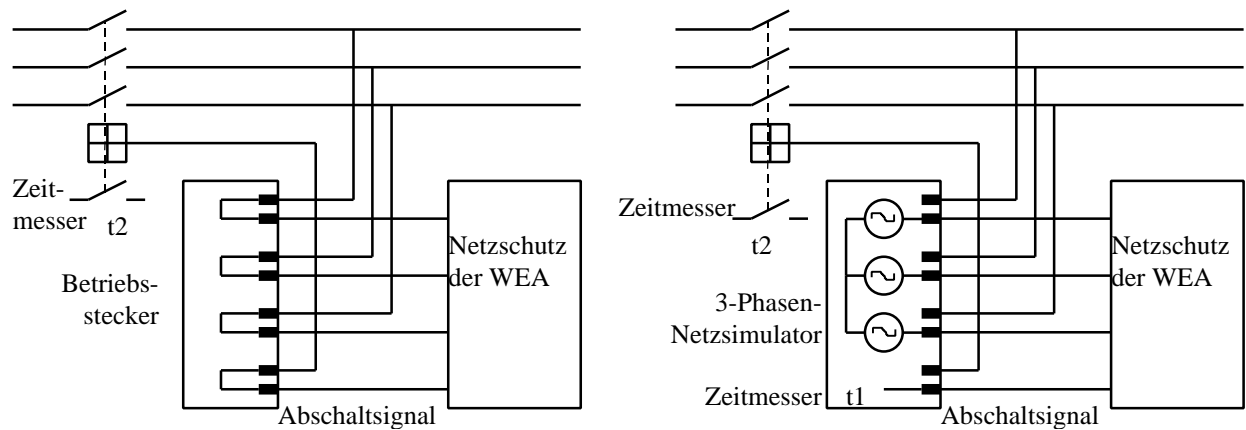 Zeit-
messer
t2
Betriebs-
stecker
Netzschutz
der WEA
Abschaltsignal
Zeitmesser
t2
3-Phasen-
Netzsimulator
Zeitmesser t1
Netzschutz
der WEA
Abschaltsignal